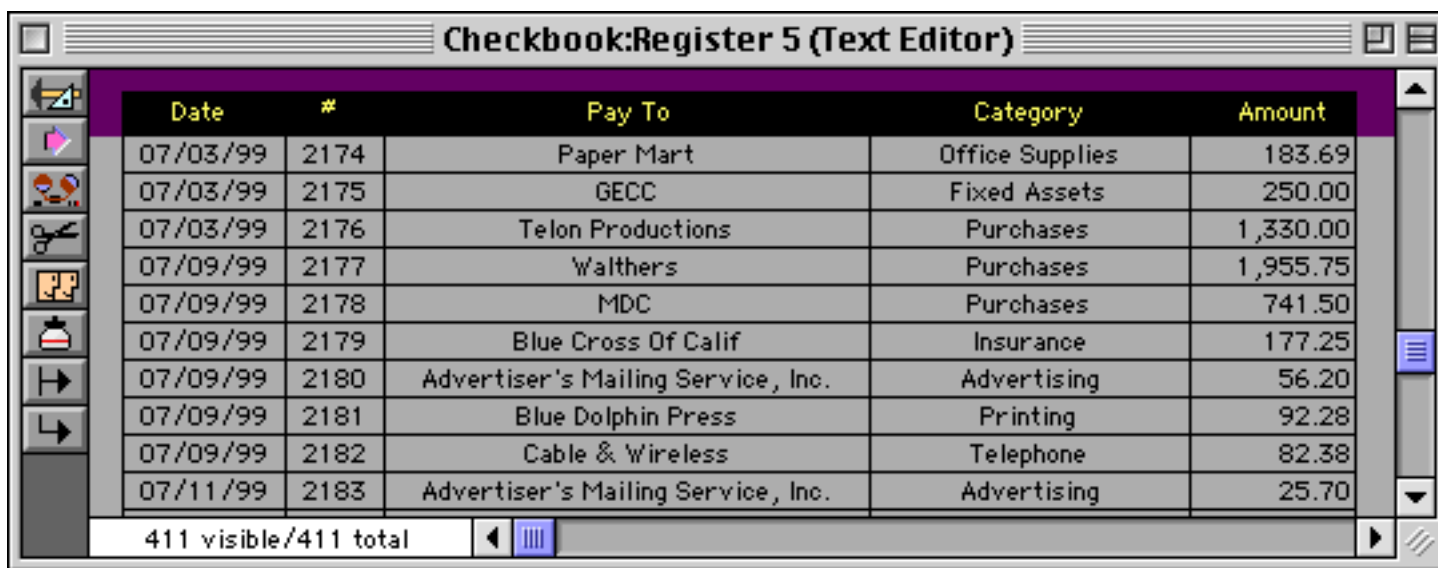 Checkbook:Register 5 (Text Editor)
Date # Pay To Category Amount
07/03/99 2174 Paper Mart Office Supplies 183.69
07/03/99 2175 GECC Fixed Assets 250.00
07/03/99 2176 Telon Productions Purchases 1,330.00
07/09/99 2177 Walthers Purchases 1,955.75
07/09/99 2178 MDC Purchases 741.50
07/09/99 2179 Blue Cross Of Calif Insurance 177.25
07/09/99 2180 Advertiser's Mailing Service, Inc. Advertising 56.20
07/09/99 2181 Blue Dolphin Press Printing 92.28
07/09/99 2182 Cable & Wireless Telephone 82.38
07/11/99 2183 Advertiser's Mailing Service, Inc. Advertising 25.70
411 visible/411 total